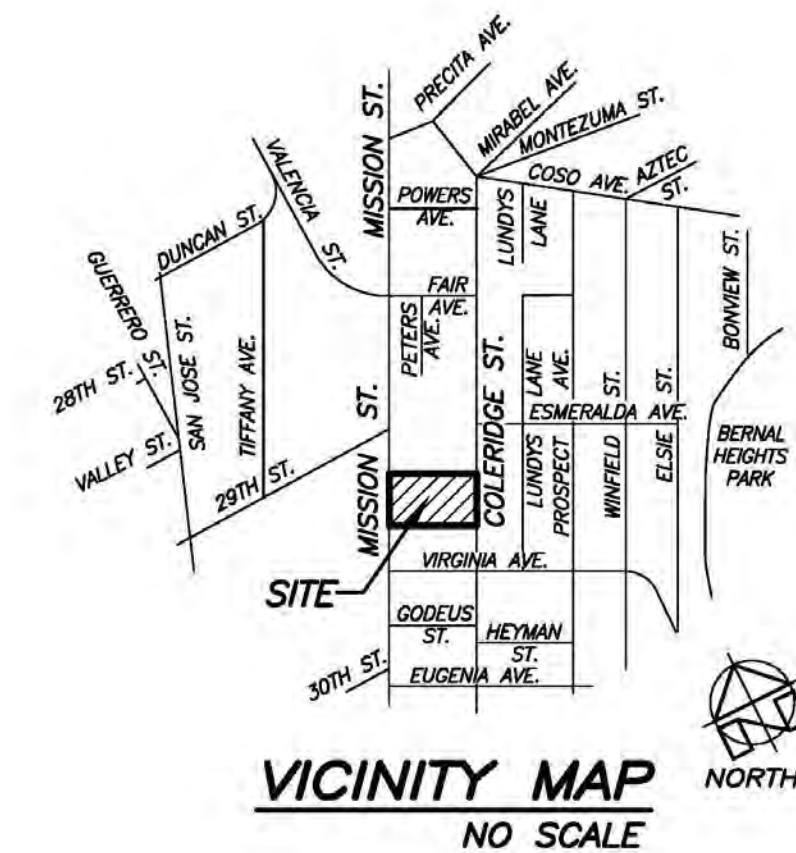 PRECITA AVE.
MISSION ST.
MIRABEL AVE.
MONTEZUMA ST.
VALENCIA
ST.
COSO AVE.
AZTEC
ST.
POWERS
AVE.
LUNDYS
LANE
DUNCAN ST.
GUERRERO ST.
BONVIEW ST.
FAIR
AVE.
PETERS
AVE.
SAN JOSE ST.
TIFFANY AVE.
COLERIDGE ST.
LUNDYS
LANE
PROSPECT
AVE.
WINFIELD
ST.
ELSIE
ST.
28TH ST.
ESMERALDA AVE.
VALLEY ST.
29TH ST.
MISSION
ST.
BERNAL
HEIGHTS
PARK
VIRGINIA AVE.
SITE
GODEUS
ST.
HEYMAN
ST.
30TH ST.
EUGENIA AVE.
VICINITY MAP
NO SCALE
NORTH